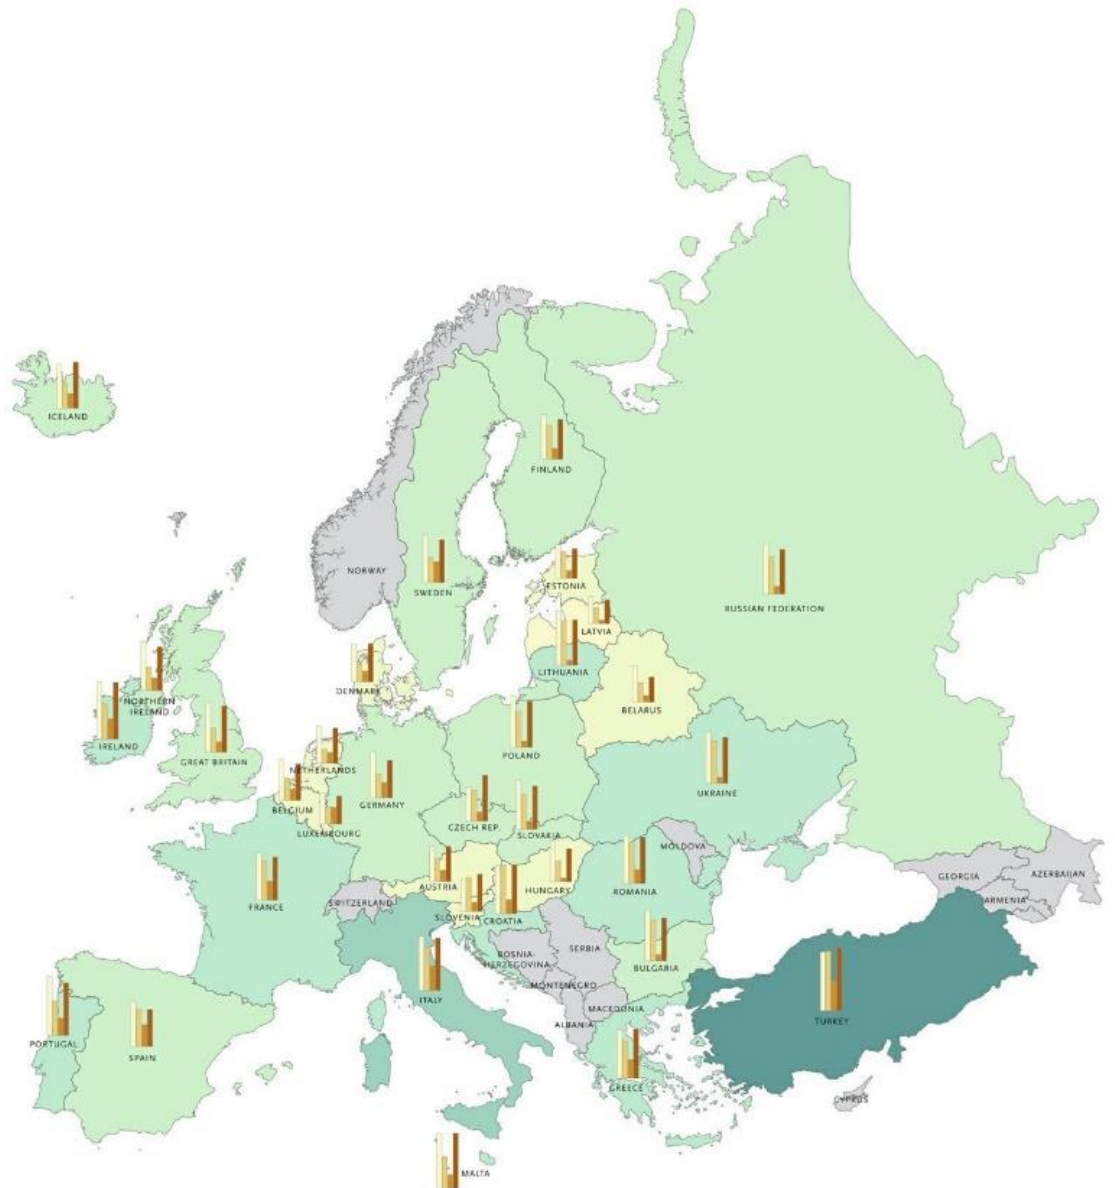 ICELAND
FINLAND
NORWAY
SWEDEN
ESTONIA
RUSSIAN FEDERATION
LATVIA
LITHUANIA
DENMARK
BELARUS
NORTHERN
IRELAND
IRELAND
GREAT BRITAIN
POLAND
NETHERLANDS
UKRAINE
GERMANY
BELGIUM
LUXEMBOURG
CZECH REP.
SLOVAKIA
MOLDOVA
AUSTRIA
HUNGARY
ROMANIA
GEORGIA
AZERBAIJAN
FRANCE
SWITZERLAND
SLOVENIA
CROATIA
ARMENIA
BOSNIA-
HERZEGOVINA
SERBIA
BULGARIA
MONTENEGRO
ITALY
MACEDONIA
ALBANIA
TURKEY
PORTUGAL
SPAIN
GREECE
CYPRUS
MALTA